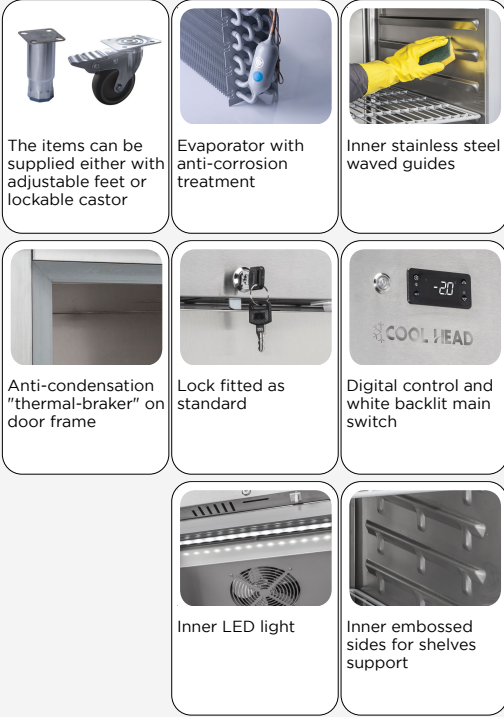 The items can be
supplied either with
adjustable feet or
lockable castor
Evaporator with
anti-corrosion
treatment
Inner stainless steel
waved guides
Anti-condensation
"thermal-braker" on
door frame
Lock fitted as
standard
-2.0
COOL HEAD
Digital control and
white backlit main
switch
Inner LED light
Inner embossed
sides for shelves
support